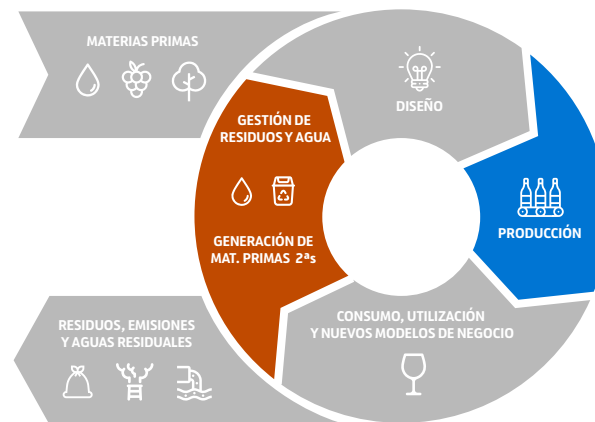 MATERIAS PRIMAS
DISEÑO
GESTIÓN DE
RESIDUOS Y AGUA
GENERACIÓN DE
MAT. PRIMAS 2ªs
PRODUCCIÓN
CONSUMO, UTILIZACIÓN
Y NUEVOS MODELOS DE NEGOCIO
RESIDUOS, EMISIONES
Y AGUAS RESIDUALES